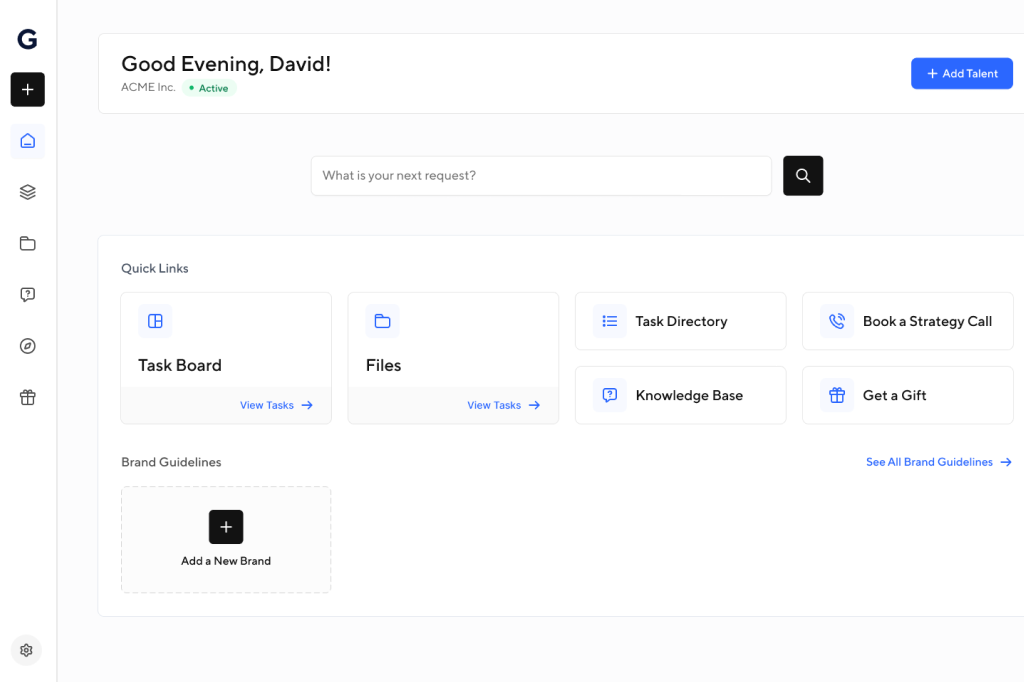 G
Good Evening, David!
ACME Inc. Active
+ Add Talent
What is your next request?
Quick Links
Task Board
View Tasks →
Files
View Tasks →
Task Directory
Book a Strategy Call
Knowledge Base
Get a Gift
Brand Guidelines
See All Brand Guidelines →
Add a New Brand